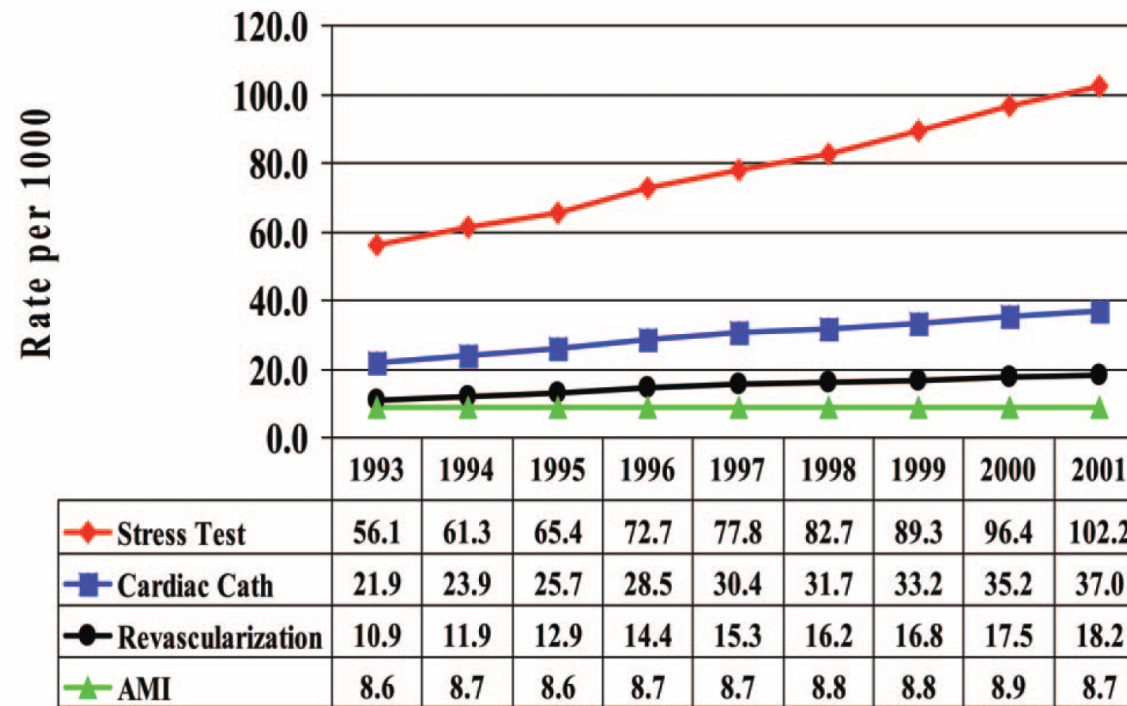 120.0
100.0
80.0
60.0
40.0
20.0
0.0
Rate per 1000
1993 1994 1995 1996 1997 1998 1999 2000 2001
Stress Test 56.1 61.3 65.4 72.7 77.8 82.7 89.3 96.4 102.2
Cardiac Cath 21.9 23.9 25.7 28.5 30.4 31.7 33.2 35.2 37.0
Revascularization 10.9 11.9 12.9 14.4 15.3 16.2 16.8 17.5 18.2
AMI 8.6 8.7 8.6 8.7 8.7 8.8 8.8 8.9 8.7